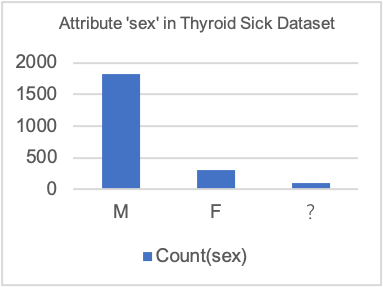 Attribute 'sex' in Thyroid Sick Dataset
2000
1500
1000
500
0
M F ?
Count(sex)